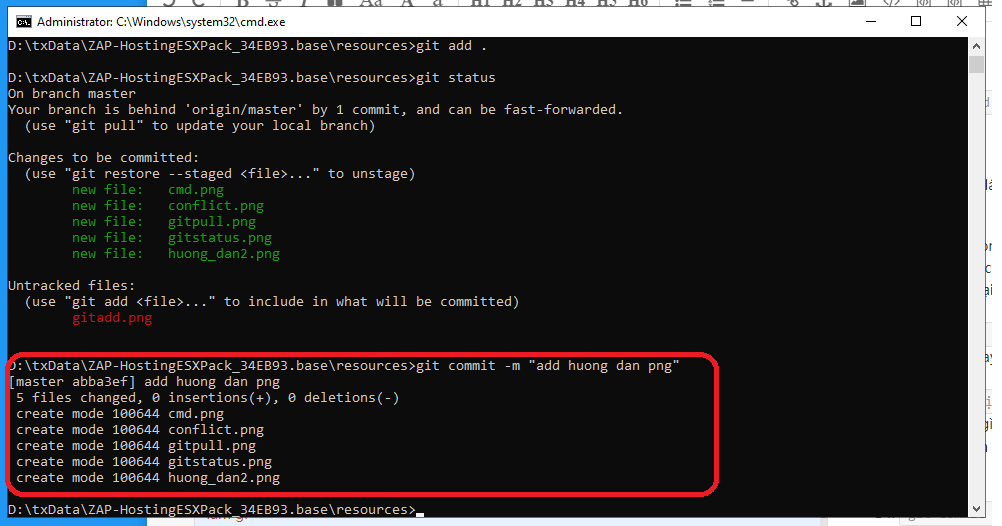 Aa A a H1 H2 H3 H4 H5 H6
Administrator: C:\Windows\system32\cmd.exe
D:\txData\ZAP-HostingESXPack_34EB93.base\resources>git add .
D:\txData\ZAP-HostingESXPack_34EB93.base\resources>git status
On branch master
Your branch is behind 'origin/master' by 1 commit, and can be fast-forwarded.
(use "git pull" to update your local branch)
Changes to be committed:
(use "git restore --staged <file>..." to unstage)
new file: cmd.png
new file: conflict.png
new file: gitpull.png
new file: gitstatus.png
new file: huong_dan2.png
Untracked files:
(use "git add <file>..." to include in what will be committed)
gitadd.png
D:\txData\ZAP-HostingESXPack_34EB93.base\resources>git commit -m "add huong dan png"
[master abba3ef] add huong dan png
5 files changed, 0 insertions(+), 0 deletions(-)
create mode 100644 cmd.png
create mode 100644 conflict.png
create mode 100644 gitpull.png
create mode 100644 gitstatus.png
create mode 100644 huong_dan2.png
D:\txData\ZAP-HostingESXPack_34EB93.base\resources>